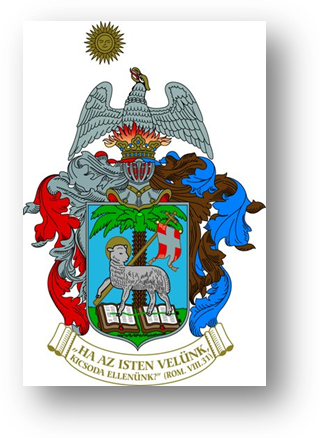 „HA AZ ISTEN VELÜNK,
KICSODA ELLENÜNK?” (RÓM. VIII.31)